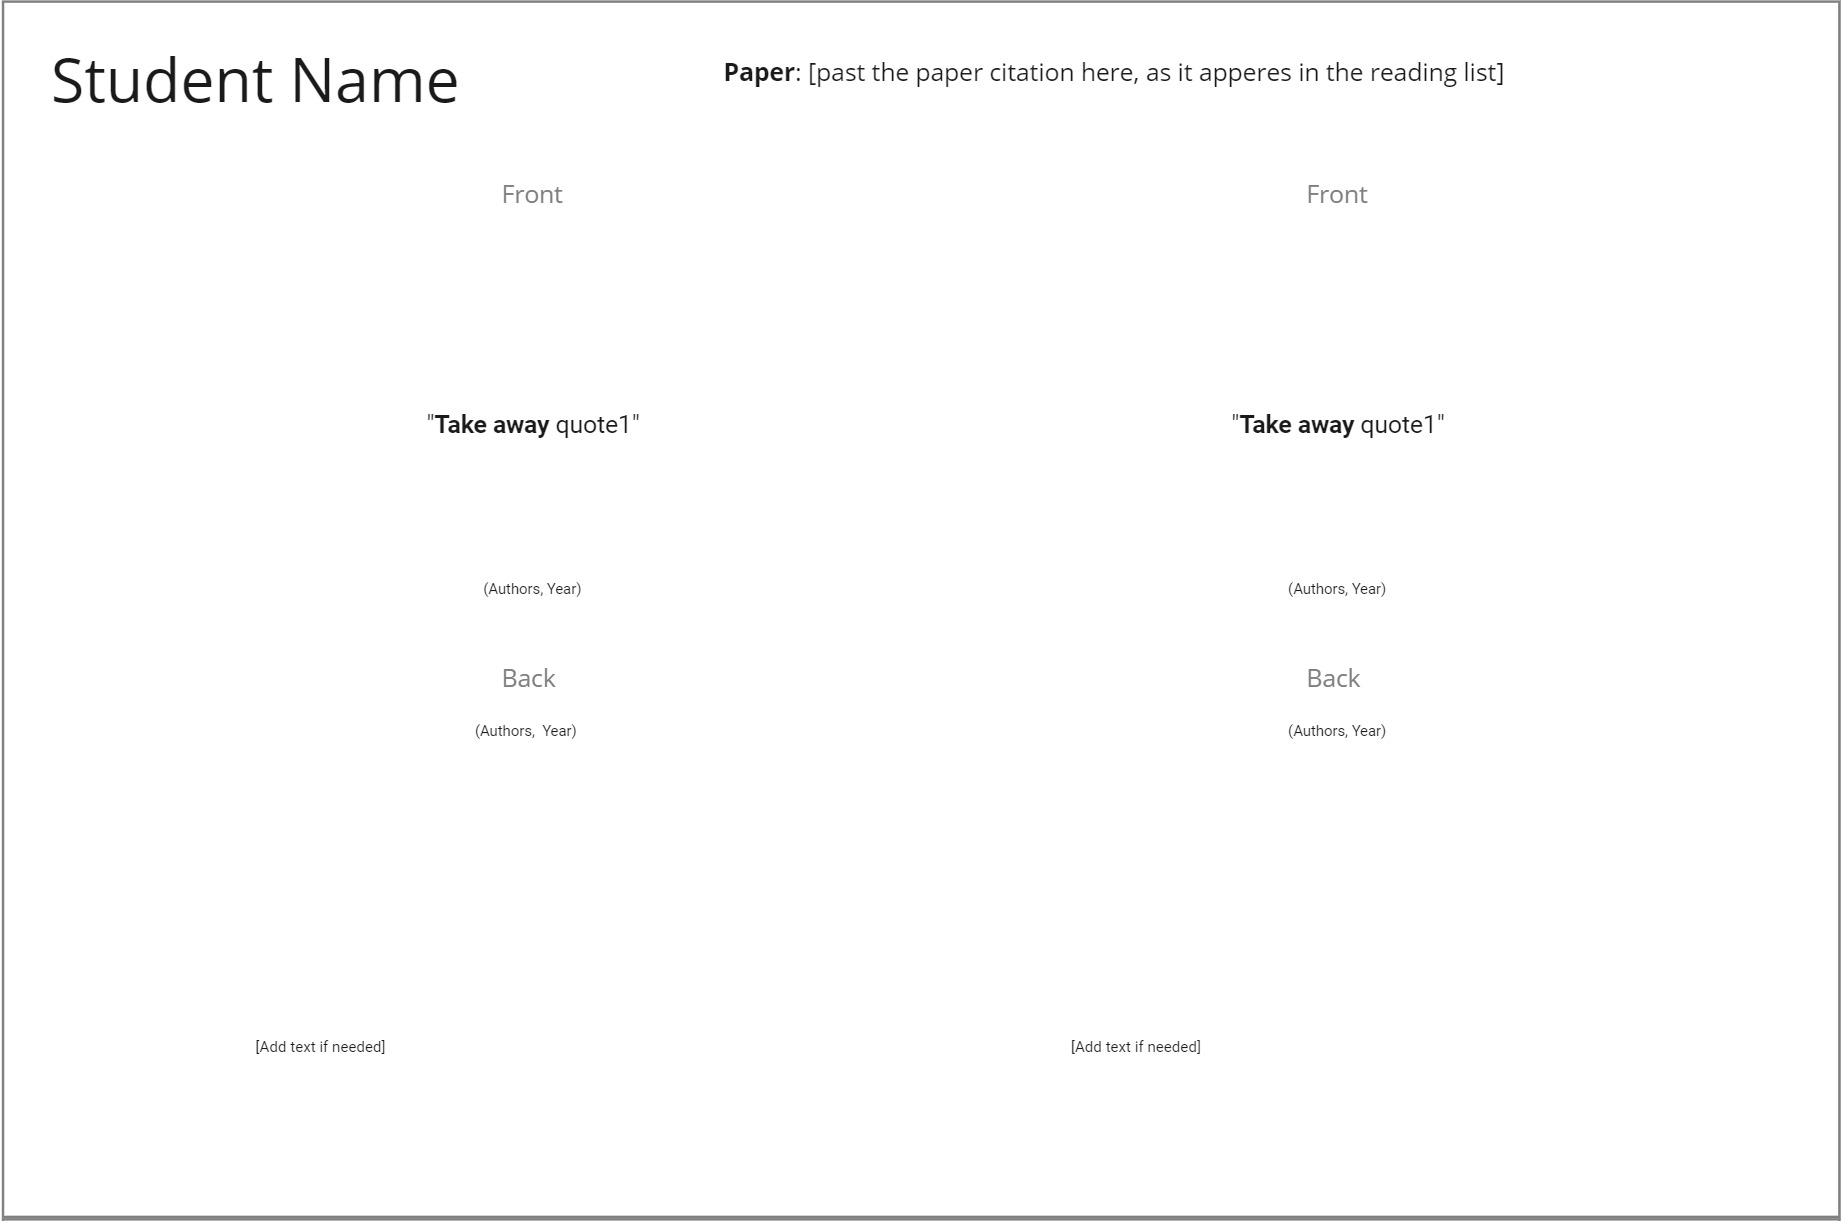 Student Name
Paper: [past the paper citation here, as it apperes in the reading list]
Front
Front
"Take away quote1"
"Take away quote1"
(Authors, Year)
(Authors, Year)
Back
Back
(Authors,  Year)
(Authors, Year)
[Add text if needed]
[Add text if needed]